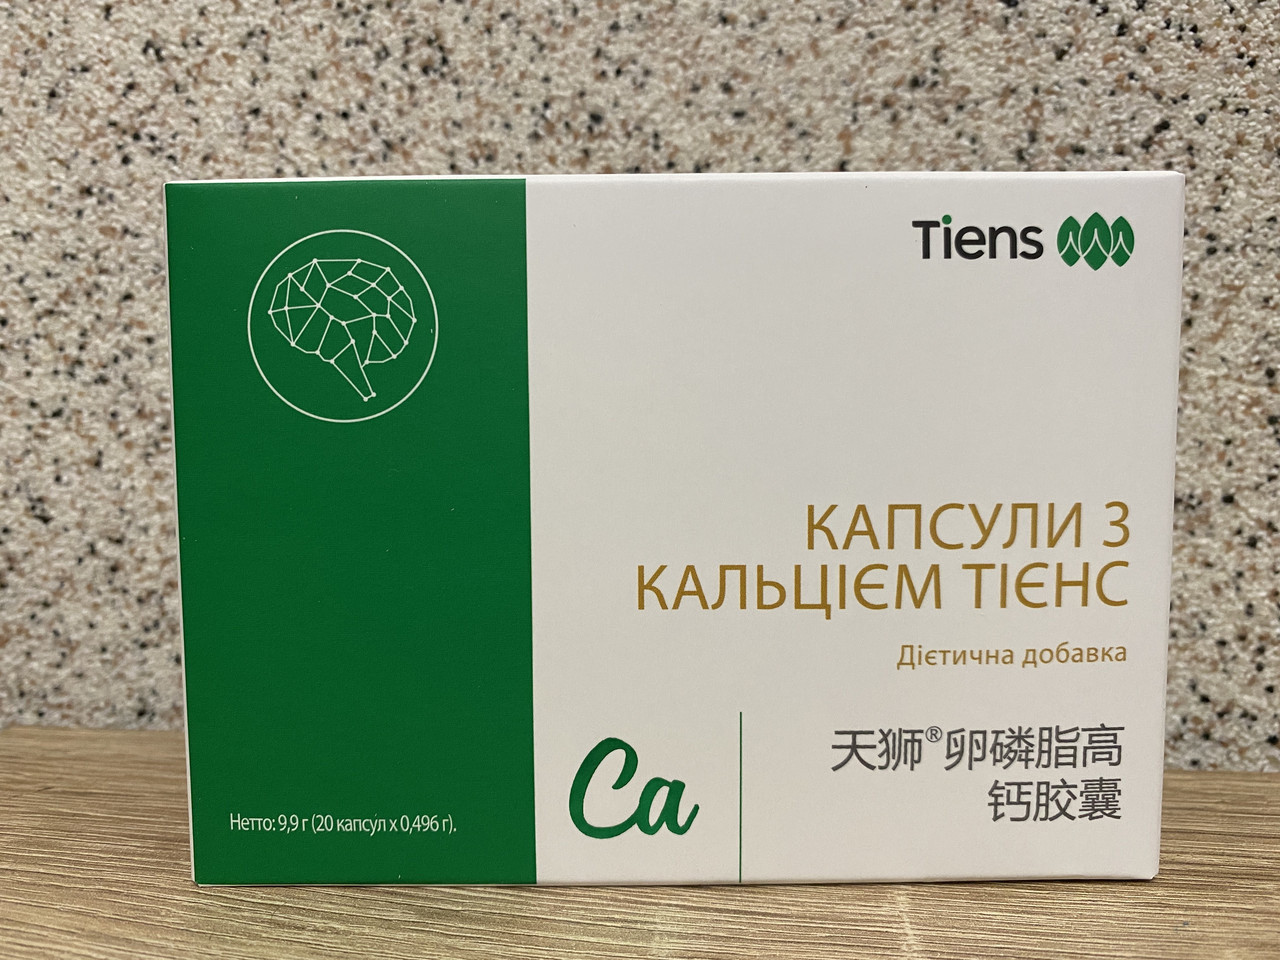 Tiens
КАПСУЛИ З
КАЛЬЦІЄМ ТІЄНС
Дієтична добавка
天狮®卵磷脂高
钙胶囊
Ca
Нетто: 9,9 г (20 капсул х 0,496 г).